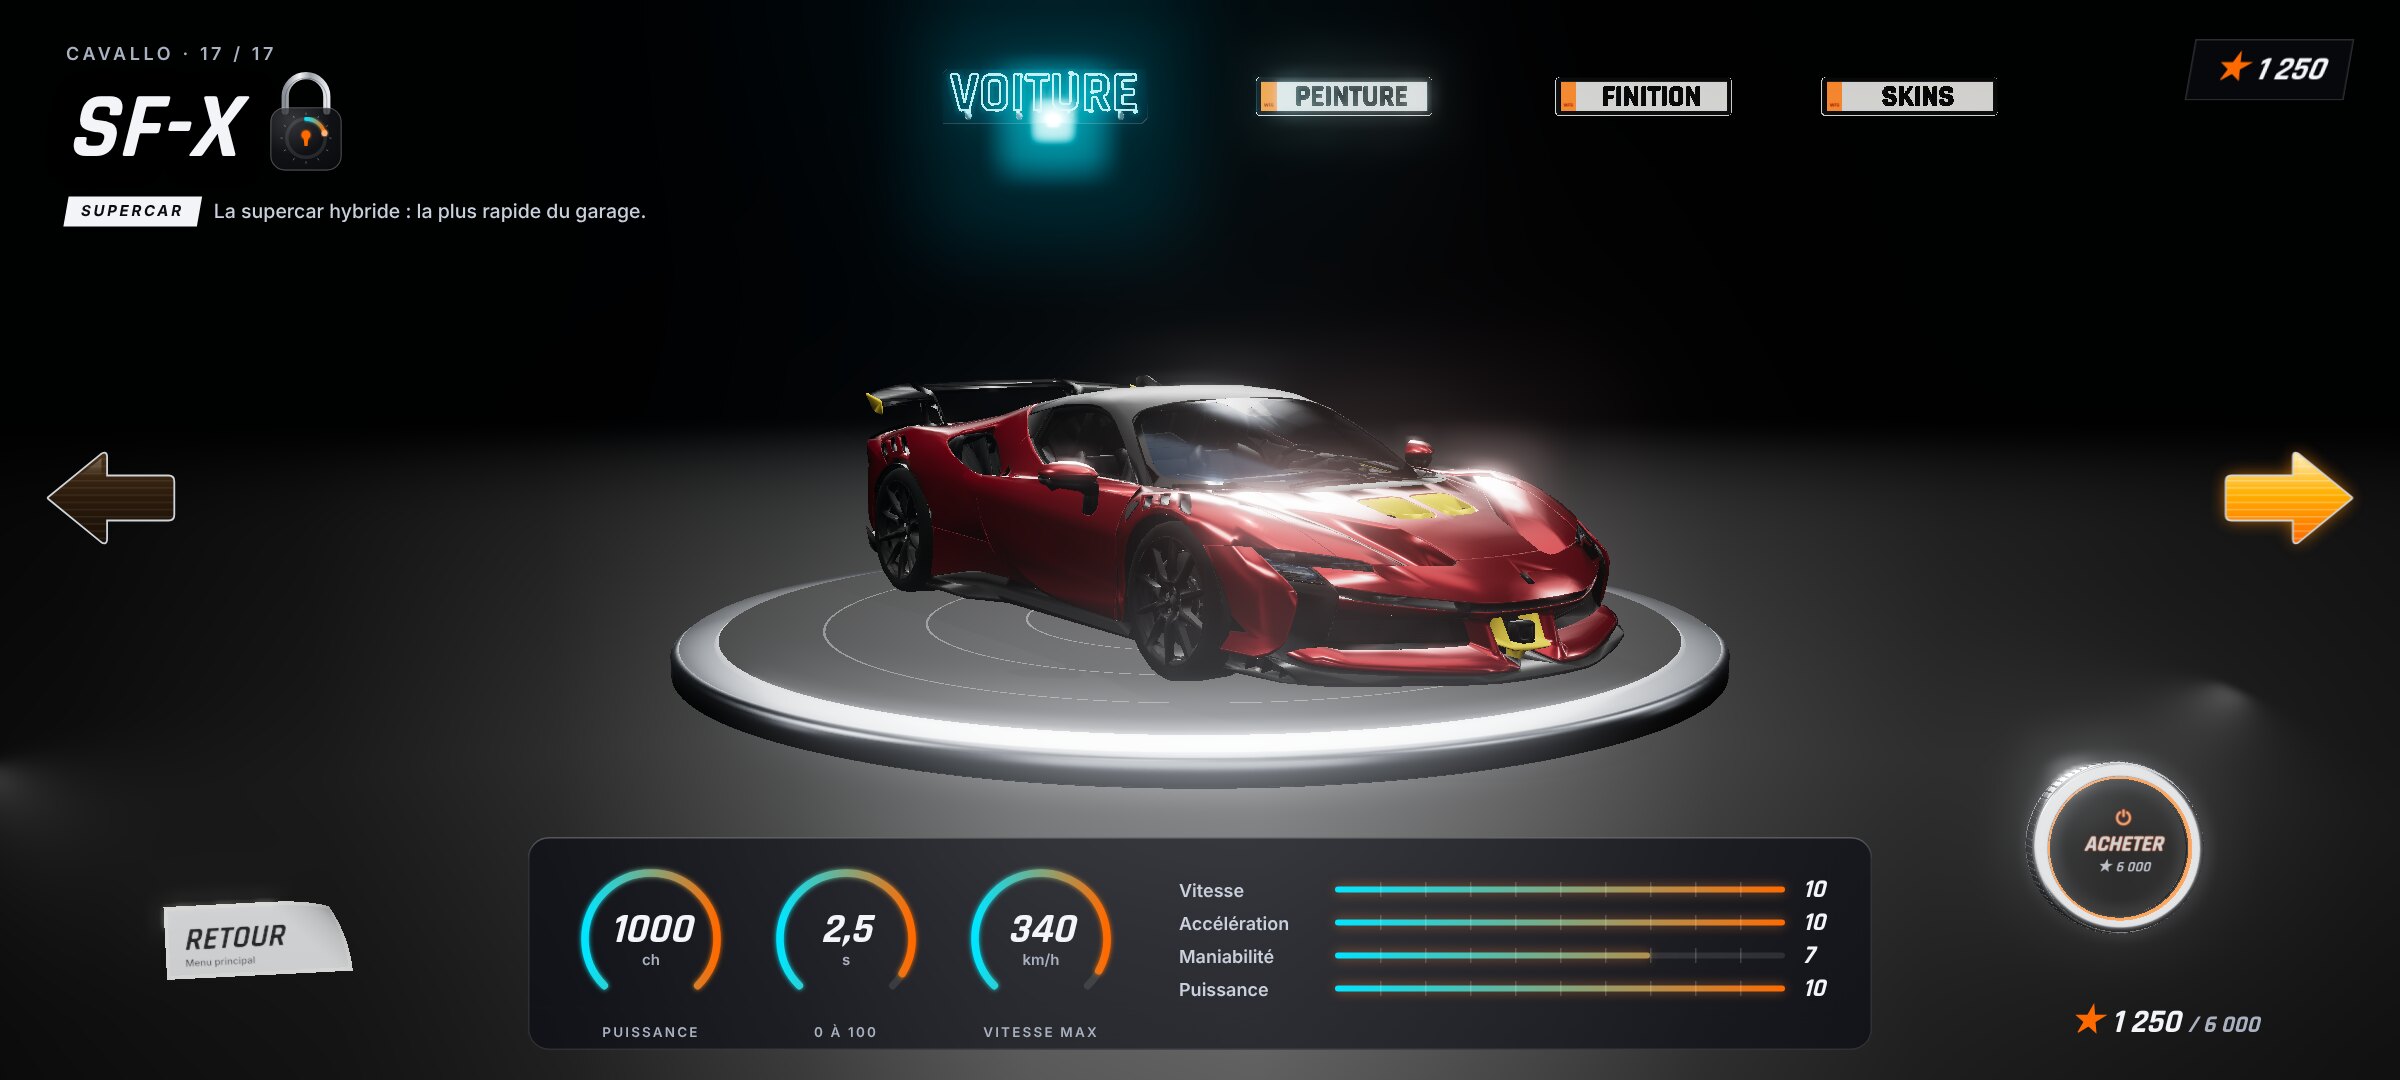 CAVALLO · 17 / 17
SF-X
SUPERCAR
La supercar hybride : la plus rapide du garage.
VOITURE
PEINTURE
FINITION
SKINS
1 250
1000
ch
PUISSANCE
2,5
s
0 À 100
340
km/h
VITESSE MAX
Vitesse 10
Accélération 10
Maniabilité 7
Puissance 10
RETOUR
Menu principal
ACHETER
★ 6 000
★ 1 250 / 6 000